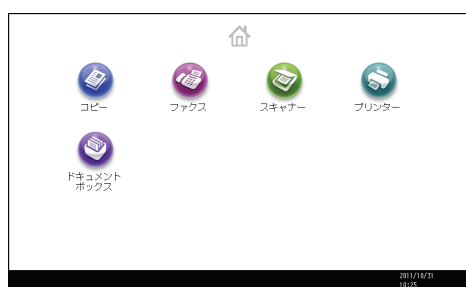 コピー
ファクス
スキャナー
プリンター
ドキュメント
ボックス
2011/10/31
10:25